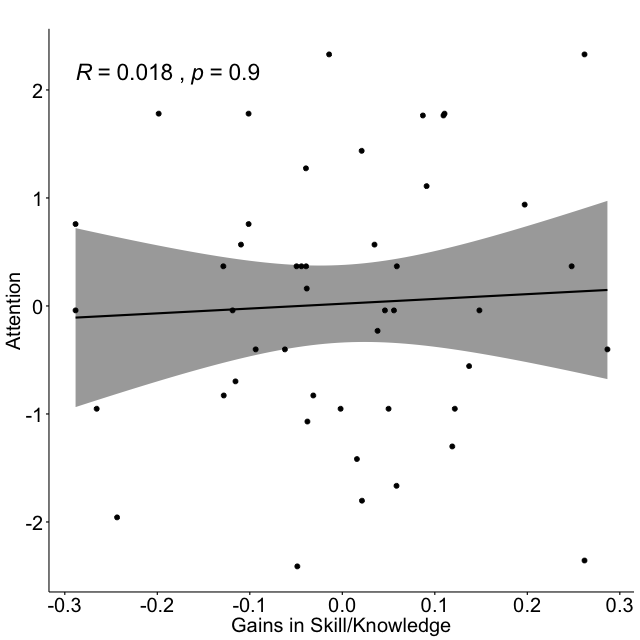 R = 0.018 , p = 0.9
2
1
0
-1
-2
Attention
-0.3 -0.2 -0.1 0.0 0.1 0.2 0.3
Gains in Skill/Knowledge